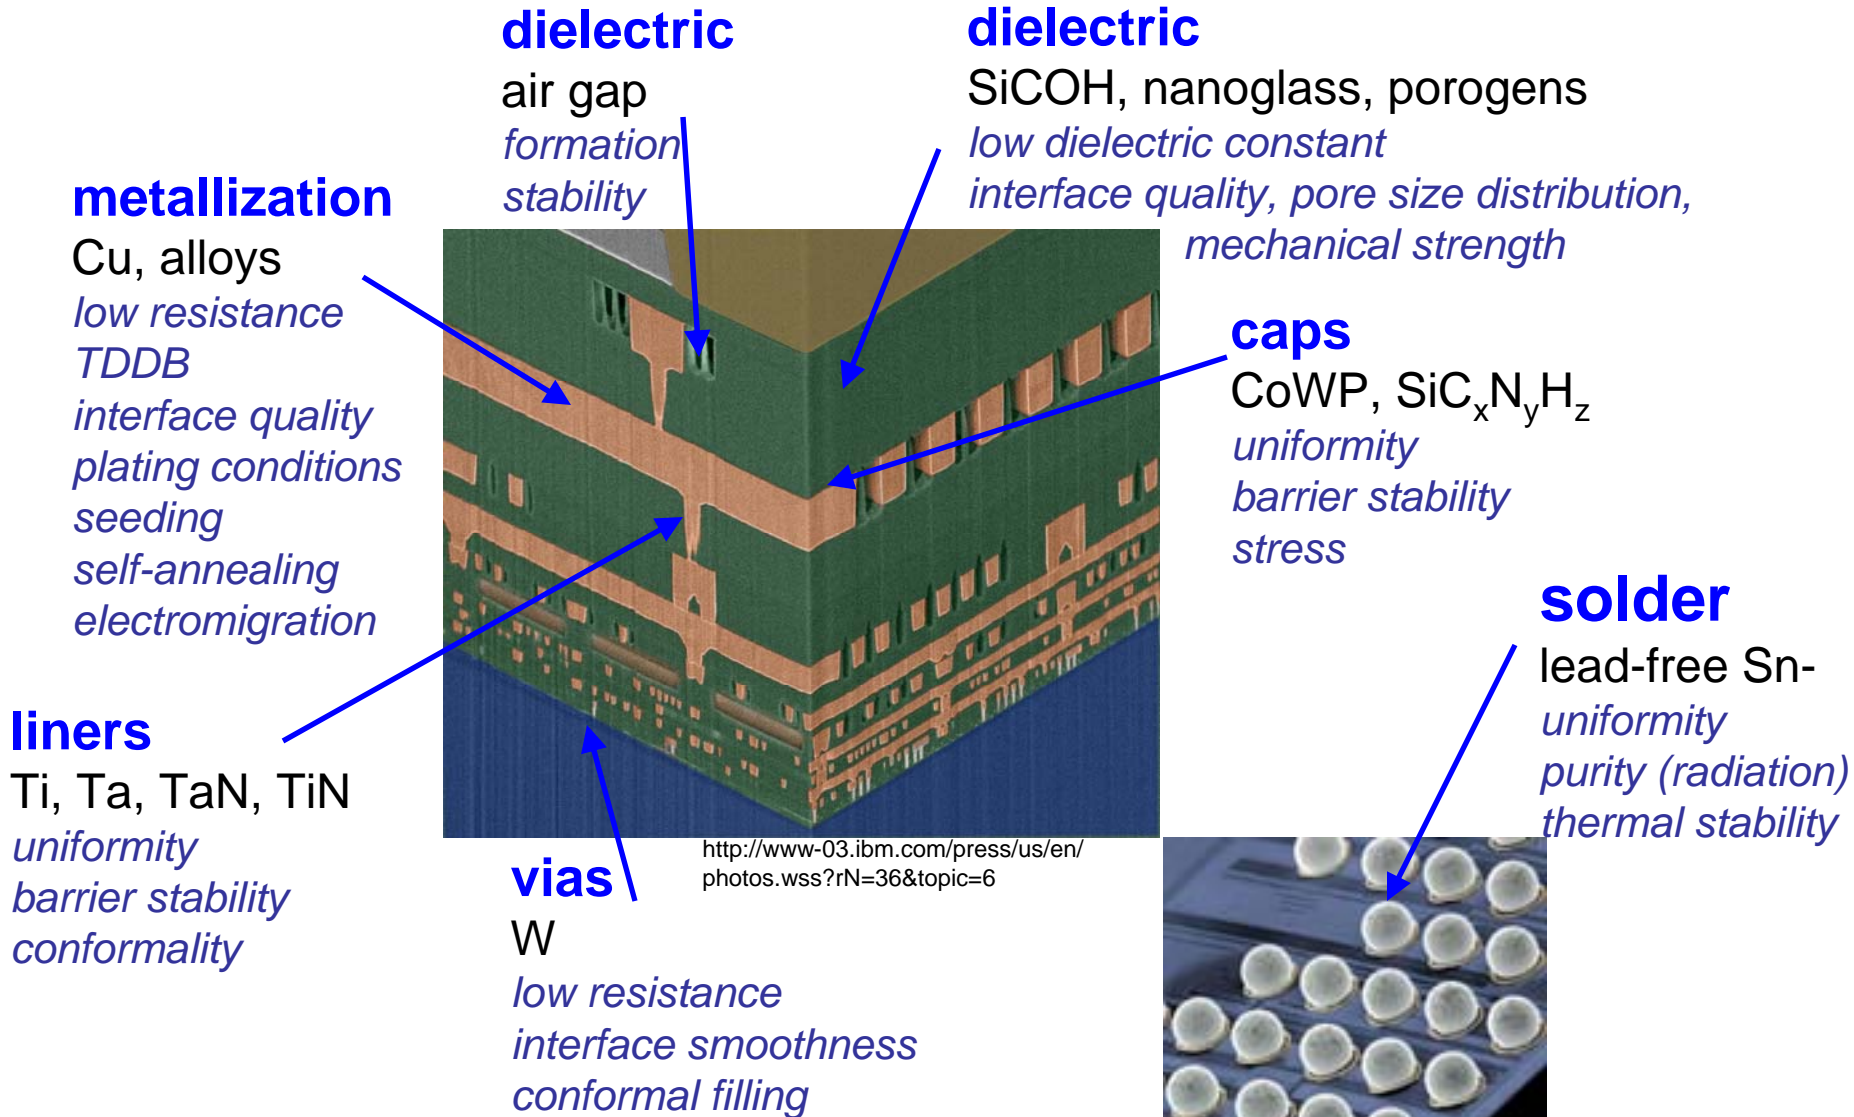 dielectric
air gap
formation
stability
dielectric
SiCOH, nanoglass, porogens
low dielectric constant
interface quality, pore size distribution,
mechanical strength
metallization
Cu, alloys
low resistance
TDDB
interface quality
plating conditions
seeding
self-annealing
electromigration
caps
CoWP, SiCxNyHz
uniformity
barrier stability
stress
solder
lead-free Sn-
uniformity
purity (radiation)
thermal stability
liners
Ti, Ta, TaN, TiN
uniformity
barrier stability
conformality
vias
W
low resistance
interface smoothness
conformal filling
http://www-03.ibm.com/press/us/en/
photos.wss?rN=36&topic=6